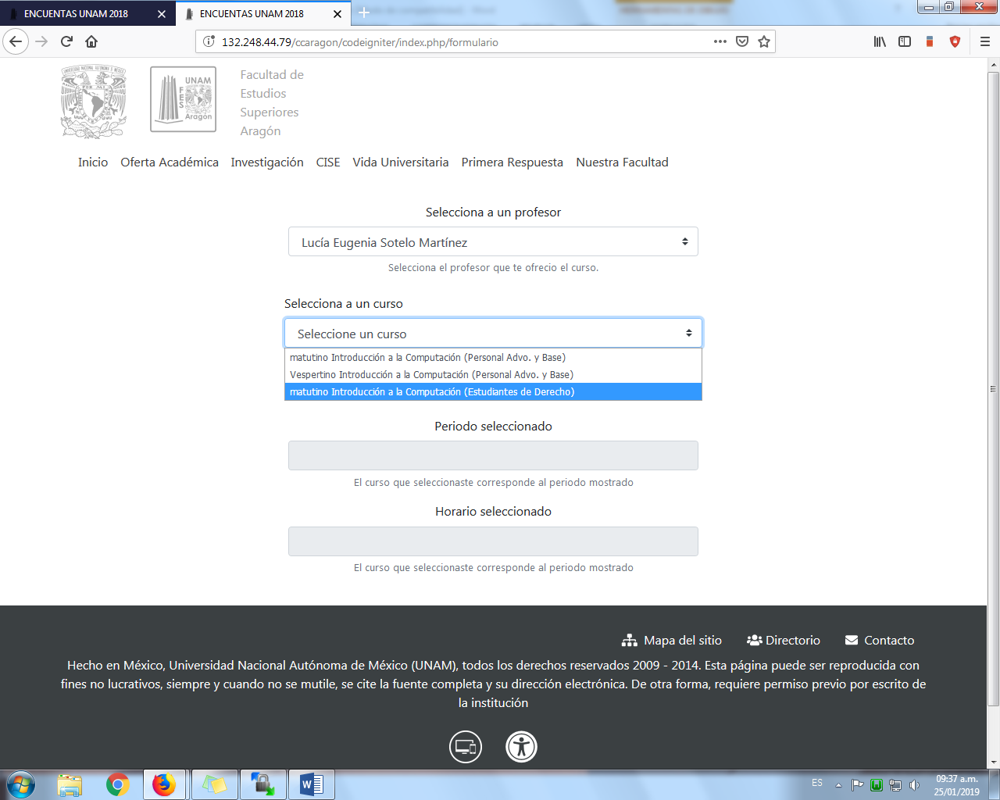 ENCUENTAS UNAM 2018
ENCUENTAS UNAM 2018
132.248.44.79/ccaragon/codeigniter/index.php/formulario
UNAM
FES
Aragón
Facultad de
Estudios
Superiores
Aragón
Inicio Oferta Académica Investigación CISE Vida Universitaria Primera Respuesta Nuestra Facultad
Selecciona a un profesor
Lucía Eugenia Sotelo Martínez
Selecciona el profesor que te ofrecio el curso.
Selecciona a un curso
Seleccione un curso
matutino Introducción a la Computación (Personal Advo. y Base)
Vespertino Introducción a la Computación (Personal Advo. y Base)
matutino Introducción a la Computación (Estudiantes de Derecho)
Periodo seleccionado
El curso que seleccionaste corresponde al periodo mostrado
Horario seleccionado
El curso que seleccionaste corresponde al periodo mostrado
Mapa del sitio Directorio Contacto
Hecho en México, Universidad Nacional Autónoma de México (UNAM), todos los derechos reservados 2009 - 2014. Esta página puede ser reproducida con
fines no lucrativos, siempre y cuando no se mutile, se cite la fuente completa y su dirección electrónica. De otra forma, requiere permiso previo por escrito de
la institución
ES
09:37 a.m.
25/01/2019